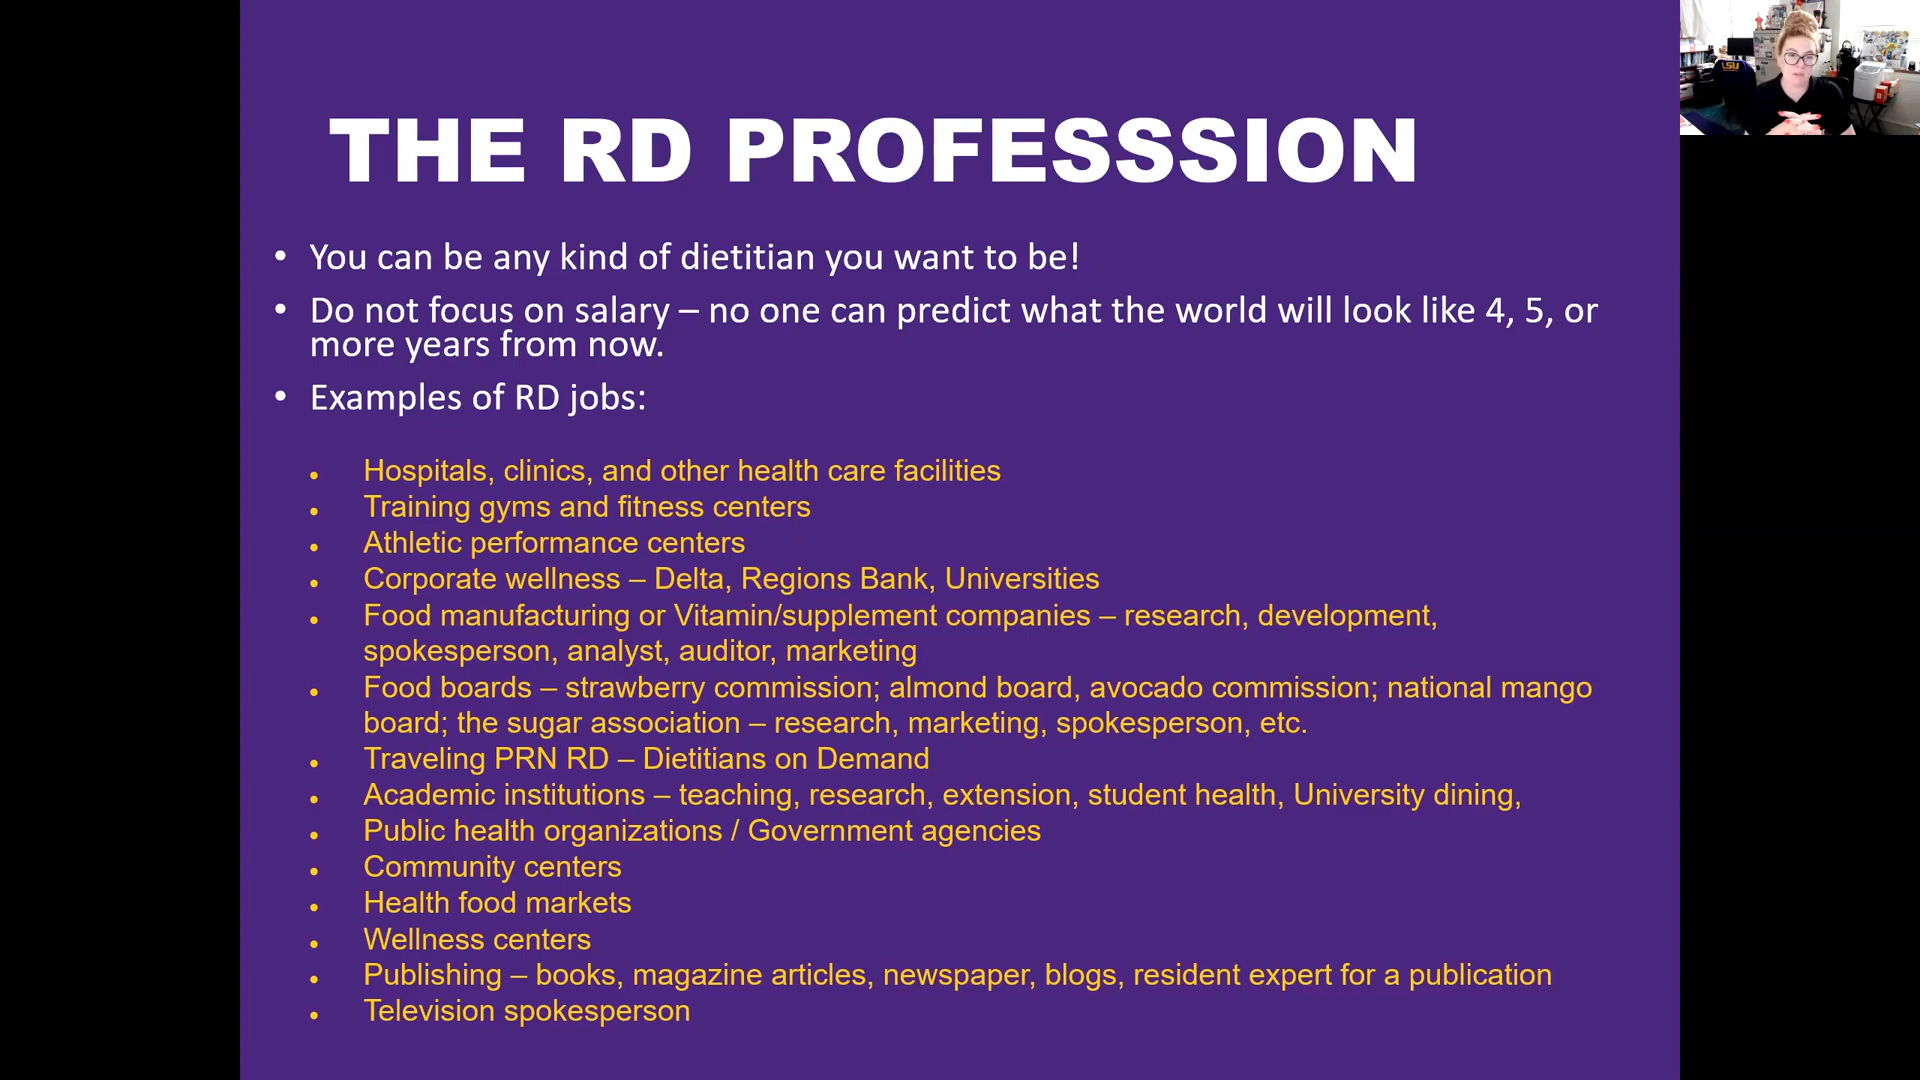 THE RD PROFESSSION
• You can be any kind of dietitian you want to be!
• Do not focus on salary – no one can predict what the world will look like 4, 5, or
more years from now.
• Examples of RD jobs:
• Hospitals, clinics, and other health care facilities
• Training gyms and fitness centers
• Athletic performance centers
• Corporate wellness – Delta, Regions Bank, Universities
• Food manufacturing or Vitamin/supplement companies – research, development,
spokesperson, analyst, auditor, marketing
• Food boards – strawberry commission; almond board, avocado commission; national mango
board; the sugar association – research, marketing, spokesperson, etc.
• Traveling PRN RD – Dietitians on Demand
• Academic institutions – teaching, research, extension, student health, University dining,
• Public health organizations / Government agencies
• Community centers
• Health food markets
• Wellness centers
• Publishing – books, magazine articles, newspaper, blogs, resident expert for a publication
• Television spokesperson
LSU